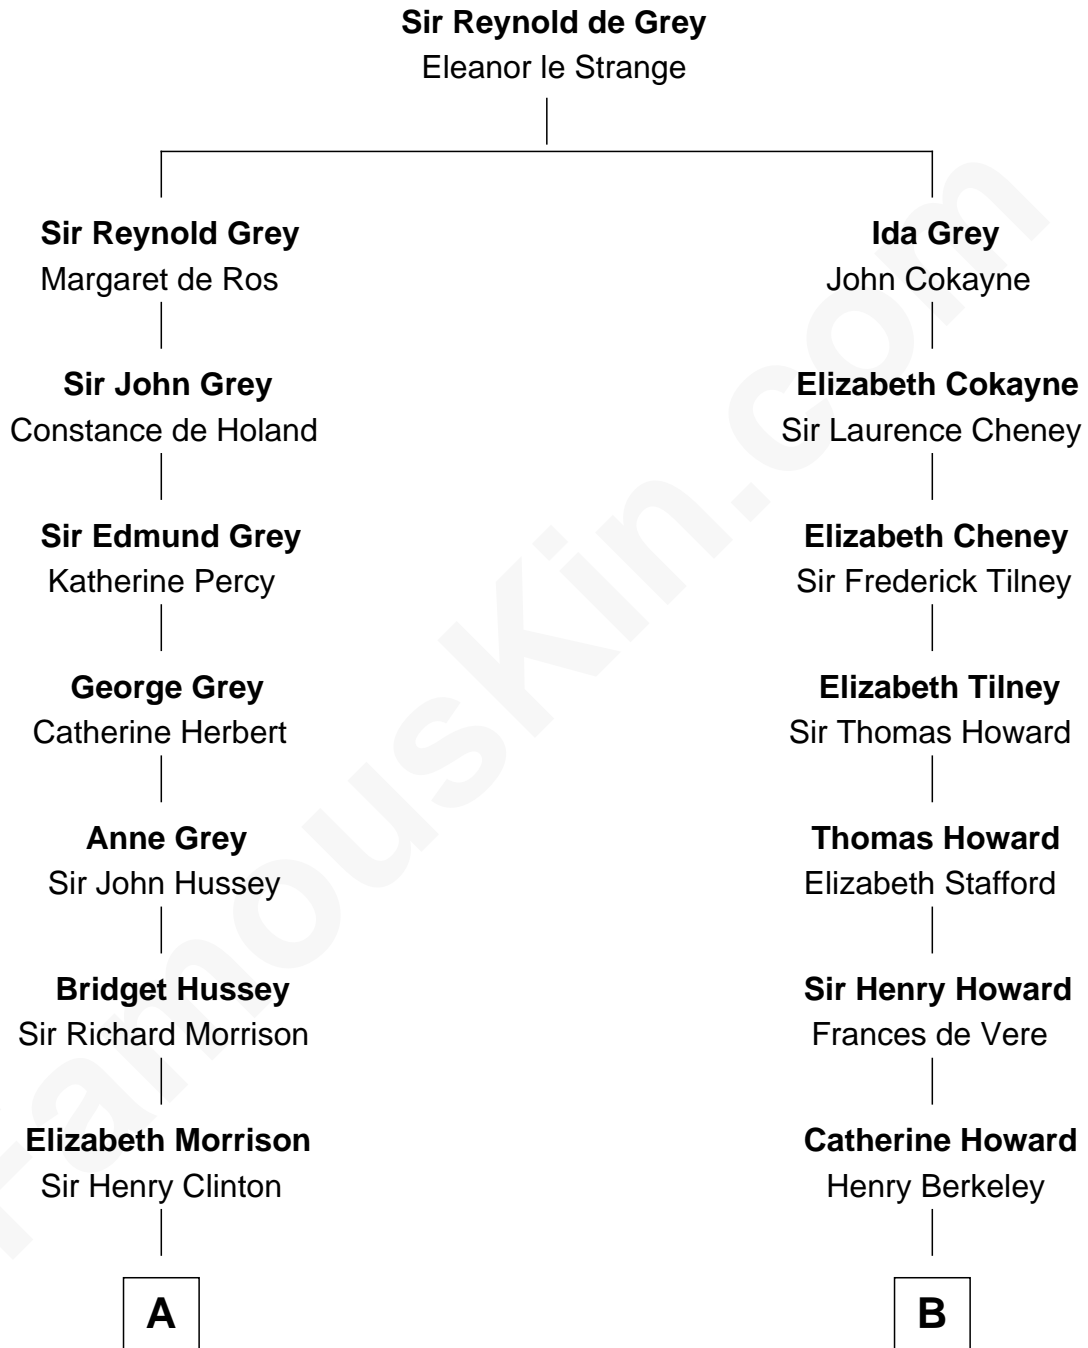 Sir Reynold de Grey
Eleanor le Strange
Sir Reynold Grey
Margaret de Ros
Ida Grey
John Cokayne
Sir John Grey
Constance de Holand
Elizabeth Cokayne
Sir Laurence Cheney
Sir Edmund Grey
Katherine Percy
Elizabeth Cheney
Sir Frederick Tilney
George Grey
Catherine Herbert
Elizabeth Tilney
Sir Thomas Howard
Anne Grey
Sir John Hussey
Thomas Howard
Elizabeth Stafford
Bridget Hussey
Sir Richard Morrison
Sir Henry Howard
Frances de Vere
Elizabeth Morrison
Sir Henry Clinton
Catherine Howard
Henry Berkeley
A
B
FamousKin.com